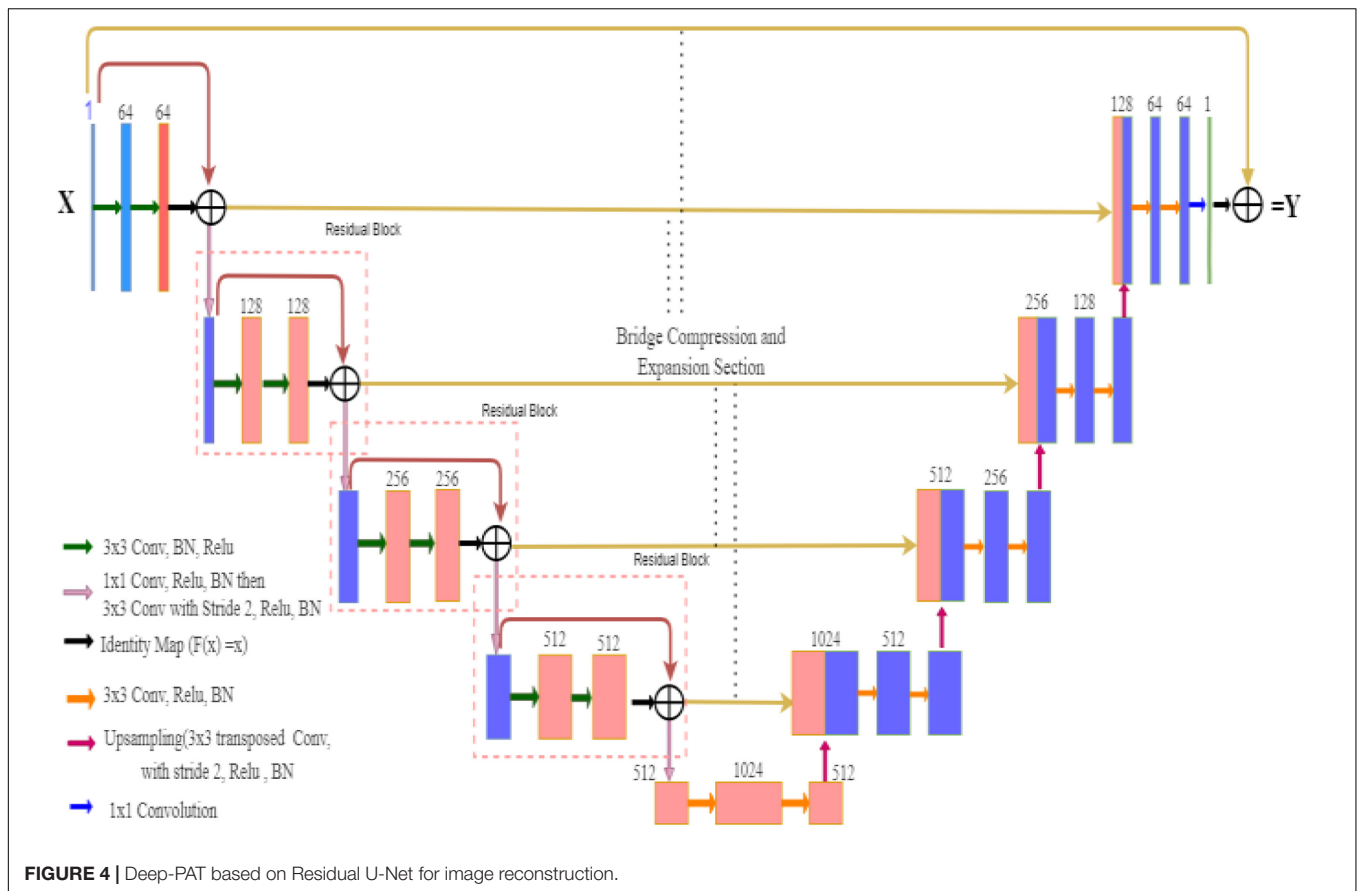 1 64 64
128 64 64 1
X
=Y
Residual Block
128 128
256 128
Bridge Compression and
Expansion Section
Residual Block
256 256
512 256
Residual Block
512 512
1024 512
512 1024 512
3x3 Conv, BN, Relu
1x1 Conv, Relu, BN then
3x3 Conv with Stride 2, Relu, BN
Identity Map (F(x) =x)
3x3 Conv, Relu, BN
Upsampling(3x3 transposed Conv,
with stride 2, Relu , BN
1x1 Convolution
FIGURE 4 | Deep-PAT based on Residual U-Net for image reconstruction.